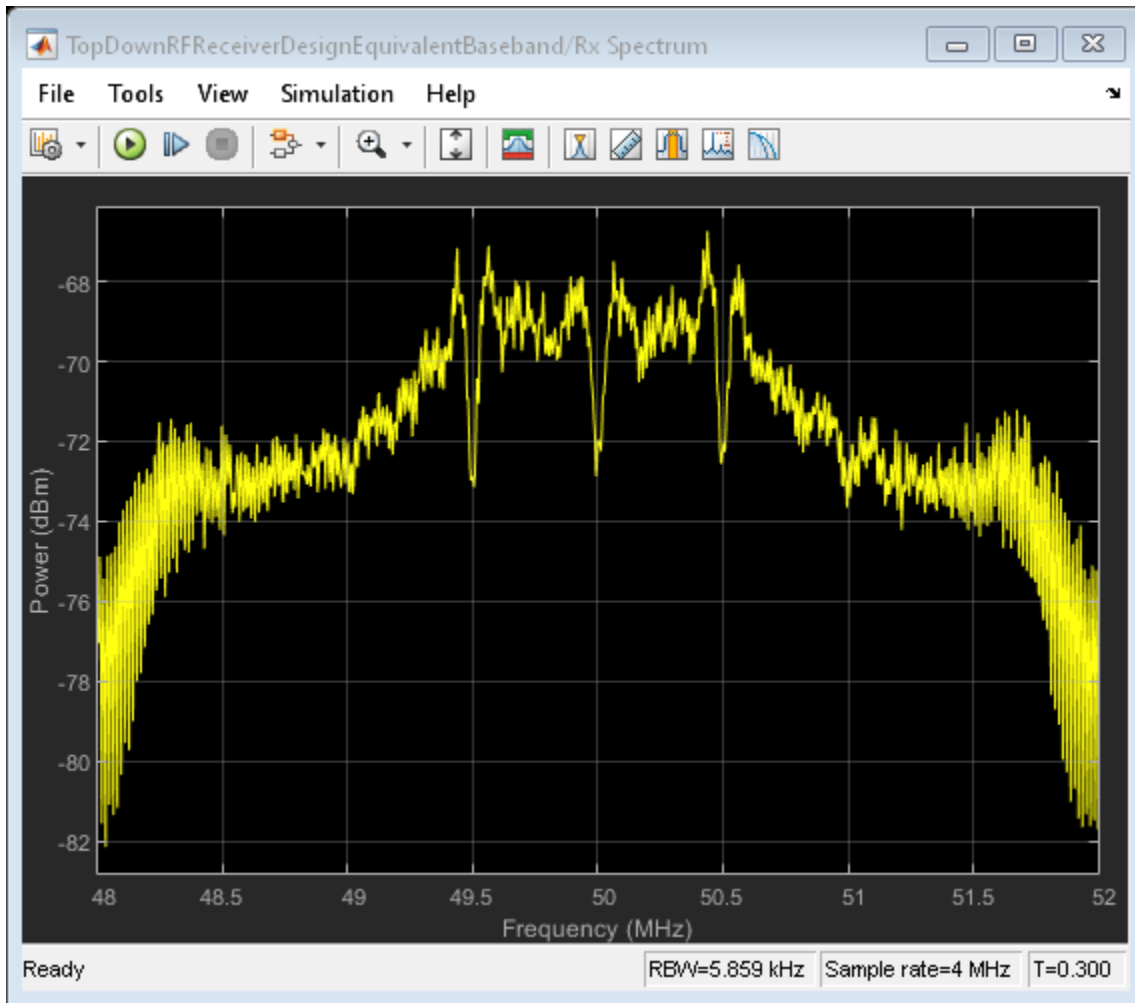 TopDownRFReceiverDesignEquivalentBaseband/Rx Spectrum
File Tools View Simulation Help
-68
-70
-72
-74
-76
-78
-80
-82
Power (dBm)
48 48.5 49 49.5 50 50.5 51 51.5 52
Frequency (MHz)
Ready RBW=5.859 kHz Sample rate=4 MHz T=0.300